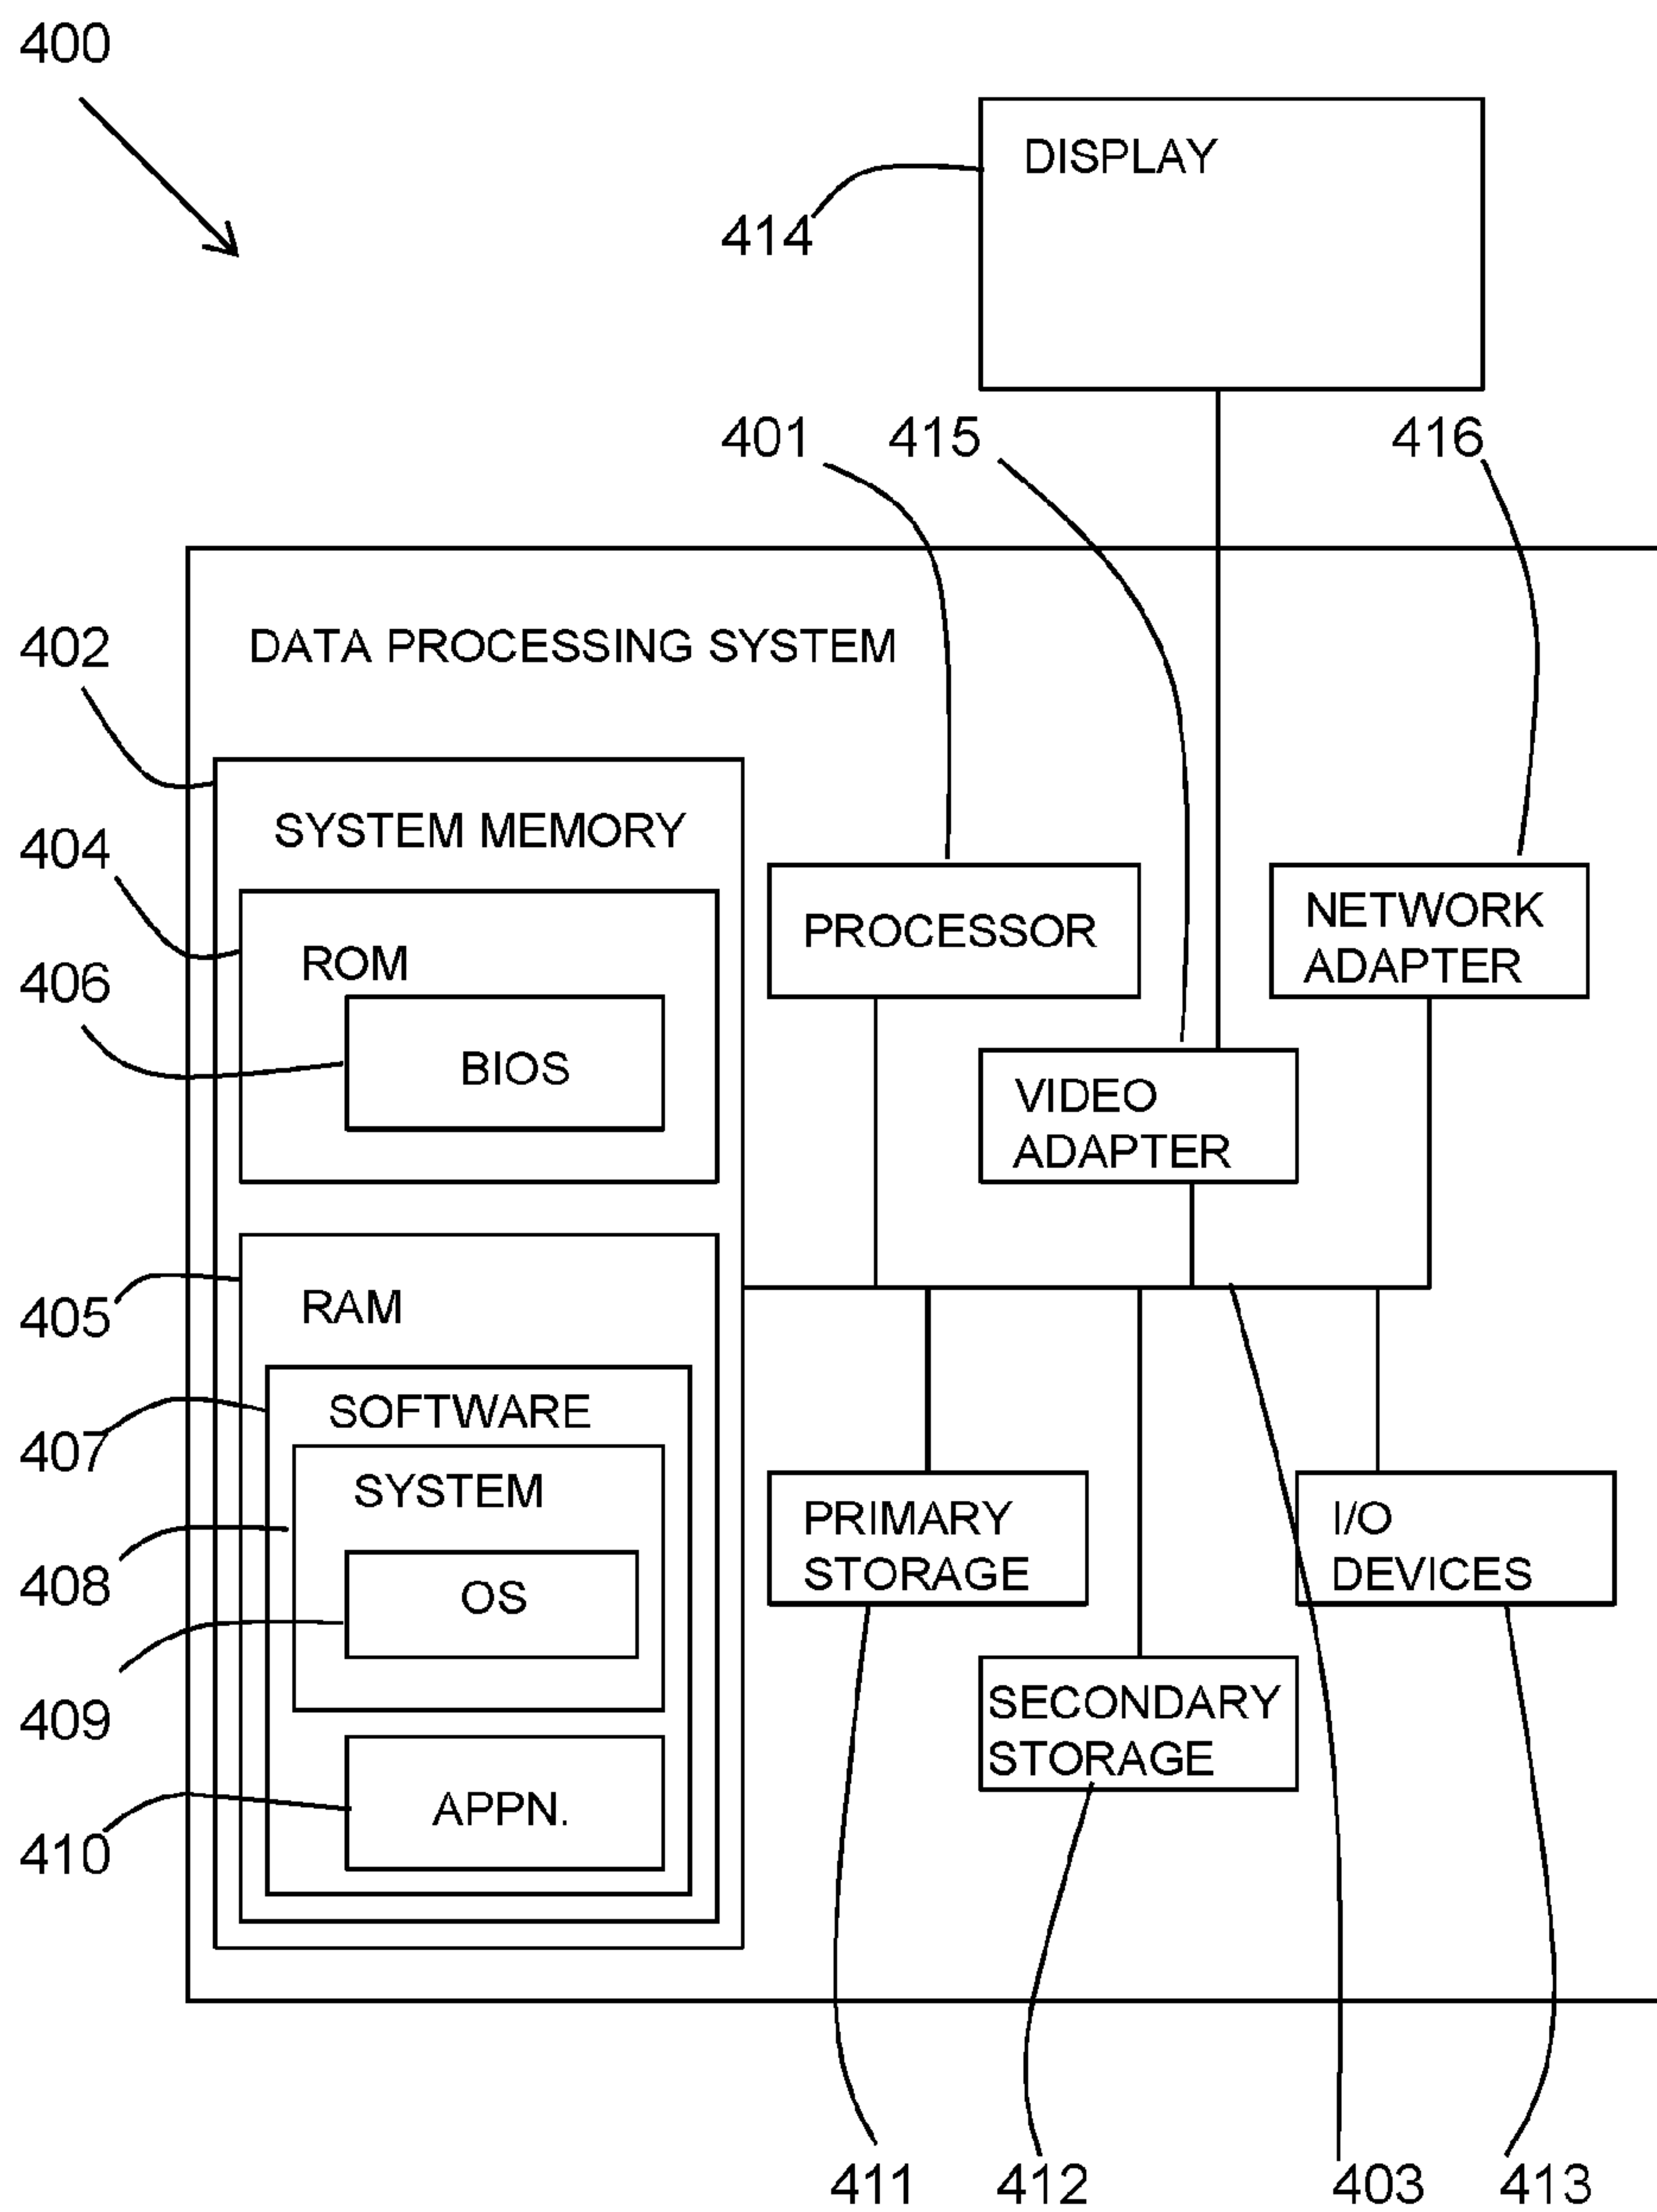 400
DISPLAY
414
401
415
416
DATA PROCESSING SYSTEM
402
SYSTEM MEMORY
404
ROM
406
BIOS
PROCESSOR
NETWORK
ADAPTER
VIDEO
ADAPTER
405
RAM
407
SOFTWARE
SYSTEM
408
OS
409
APPN.
410
PRIMARY
STORAGE
I/O
DEVICES
SECONDARY
STORAGE
411
412
403
413